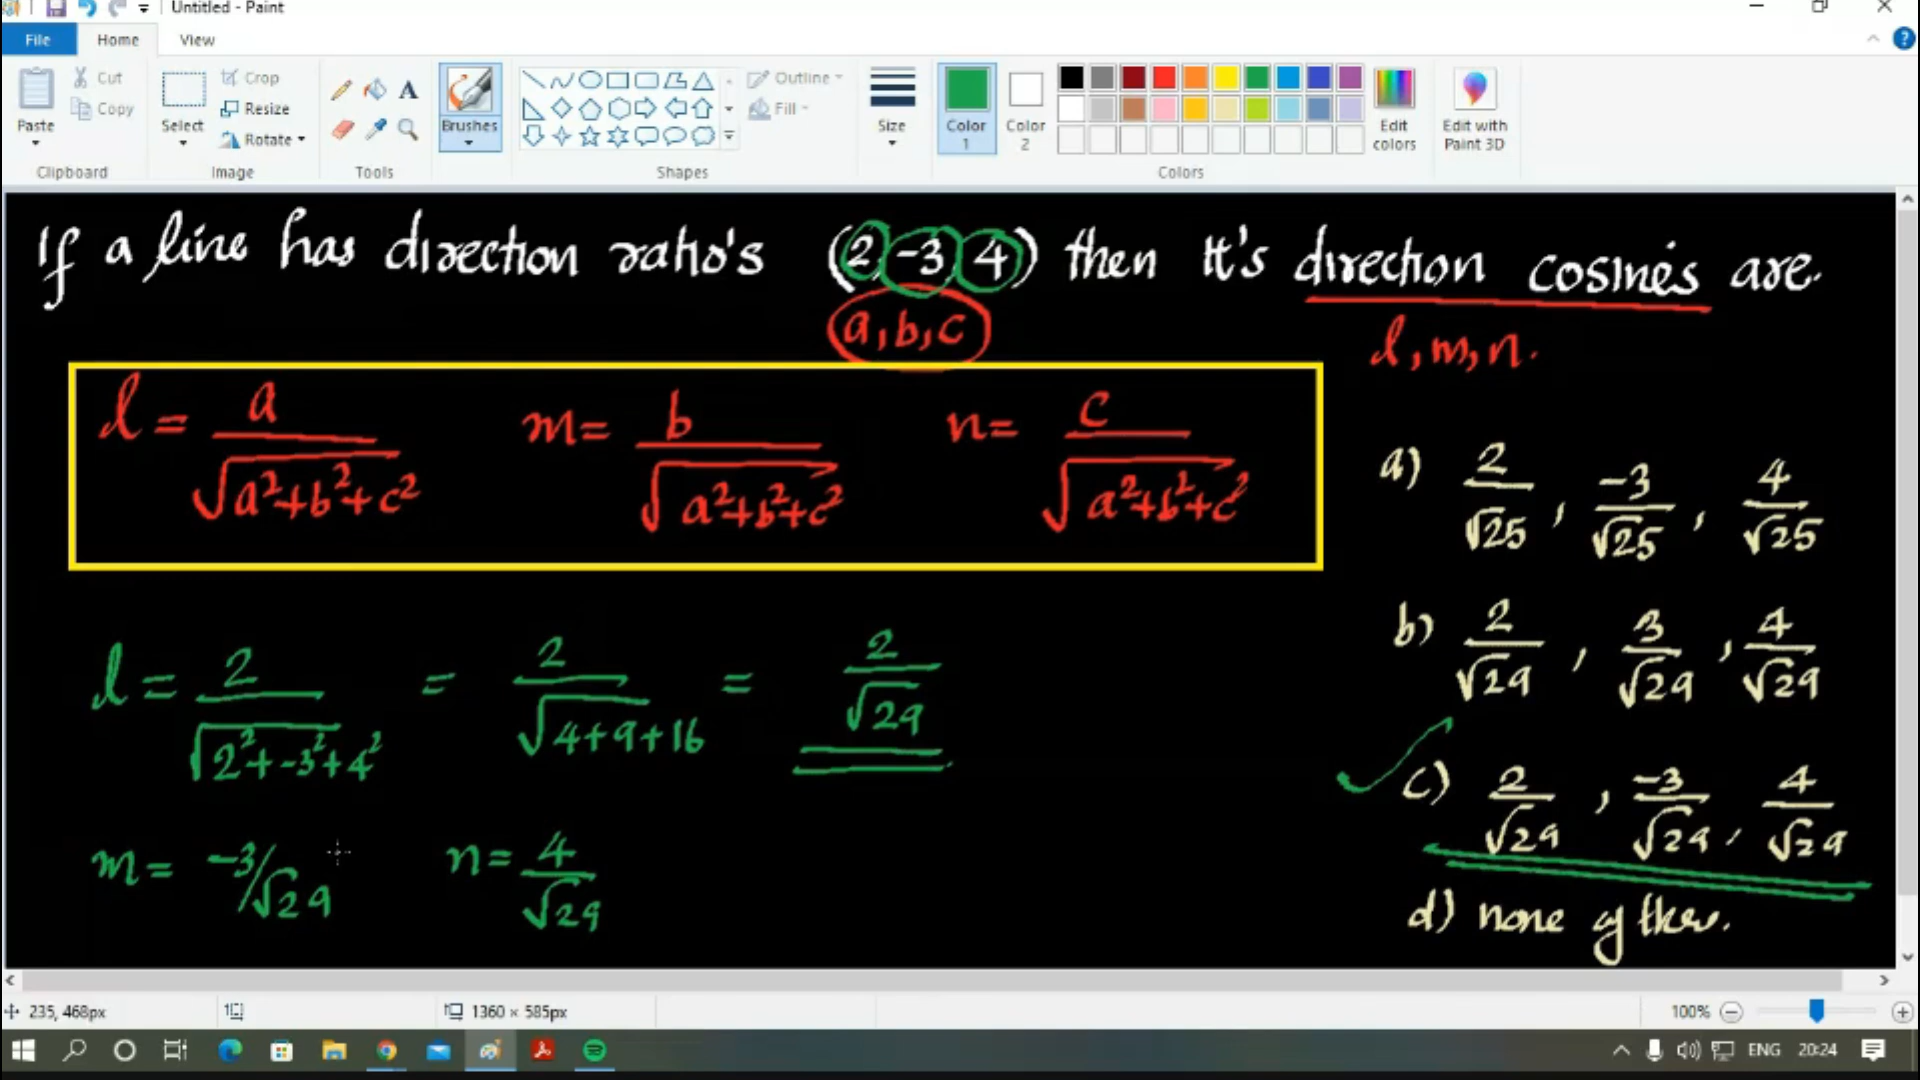 Untitled - Paint
File Home View
Paste
Cut
Copy
Clipboard
Select
Crop
Resize
Rotate
Image
A
Tools
Brushes
Outline
Fill
Shapes
Size
Color 1
Color 2
Edit colors
Edit with Paint 3D
Colors
If a line has direction ratio's (2, -3, 4) then It's direction cosines are.
a, b, c
l, m, n.
l = a/√a²+b²+c² m = b/√a²+b²+c² n = c/√a²+b²+c²
a) 2/√25 , -3/√25 , 4/√25
b) 2/√29 , 3/√29 , 4/√29
l = 2/√2²+-3²+4² = 2/√4+9+16 = 2/√29
c) 2/√29 , -3/√29 , 4/√29
m = -3/√29 n = 4/√29
d) none of
235, 468px 1360 × 585px 100%
ENG 20:24